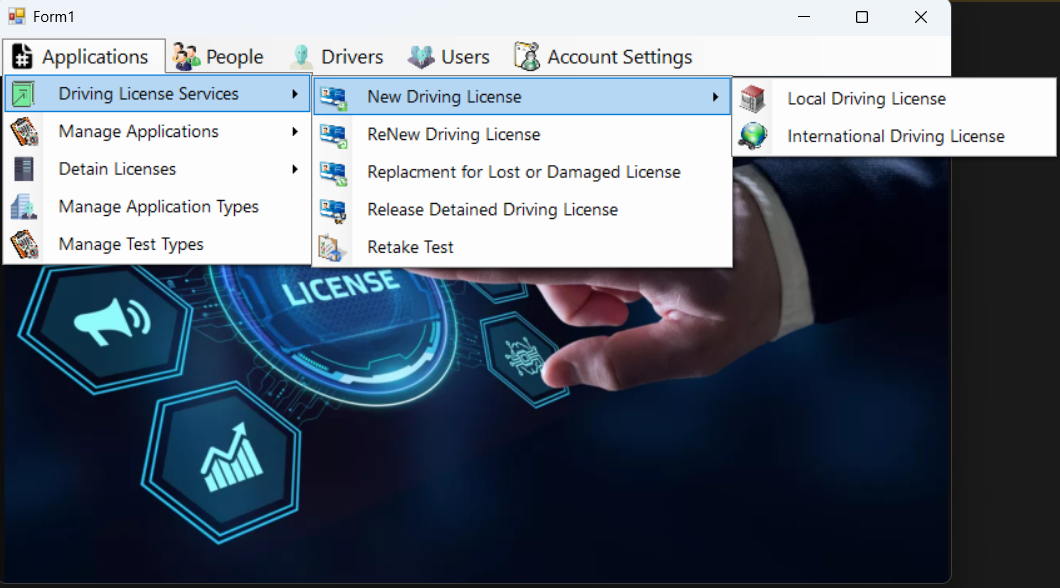 Form1
Applications People Drivers Users Account Settings
Driving License Services
Manage Applications
Detain Licenses
Manage Application Types
Manage Test Types
New Driving License
ReNew Driving License
Replacment for Lost or Damaged License
Release Detained Driving License
Retake Test
Local Driving License
International Driving License
LICENSE